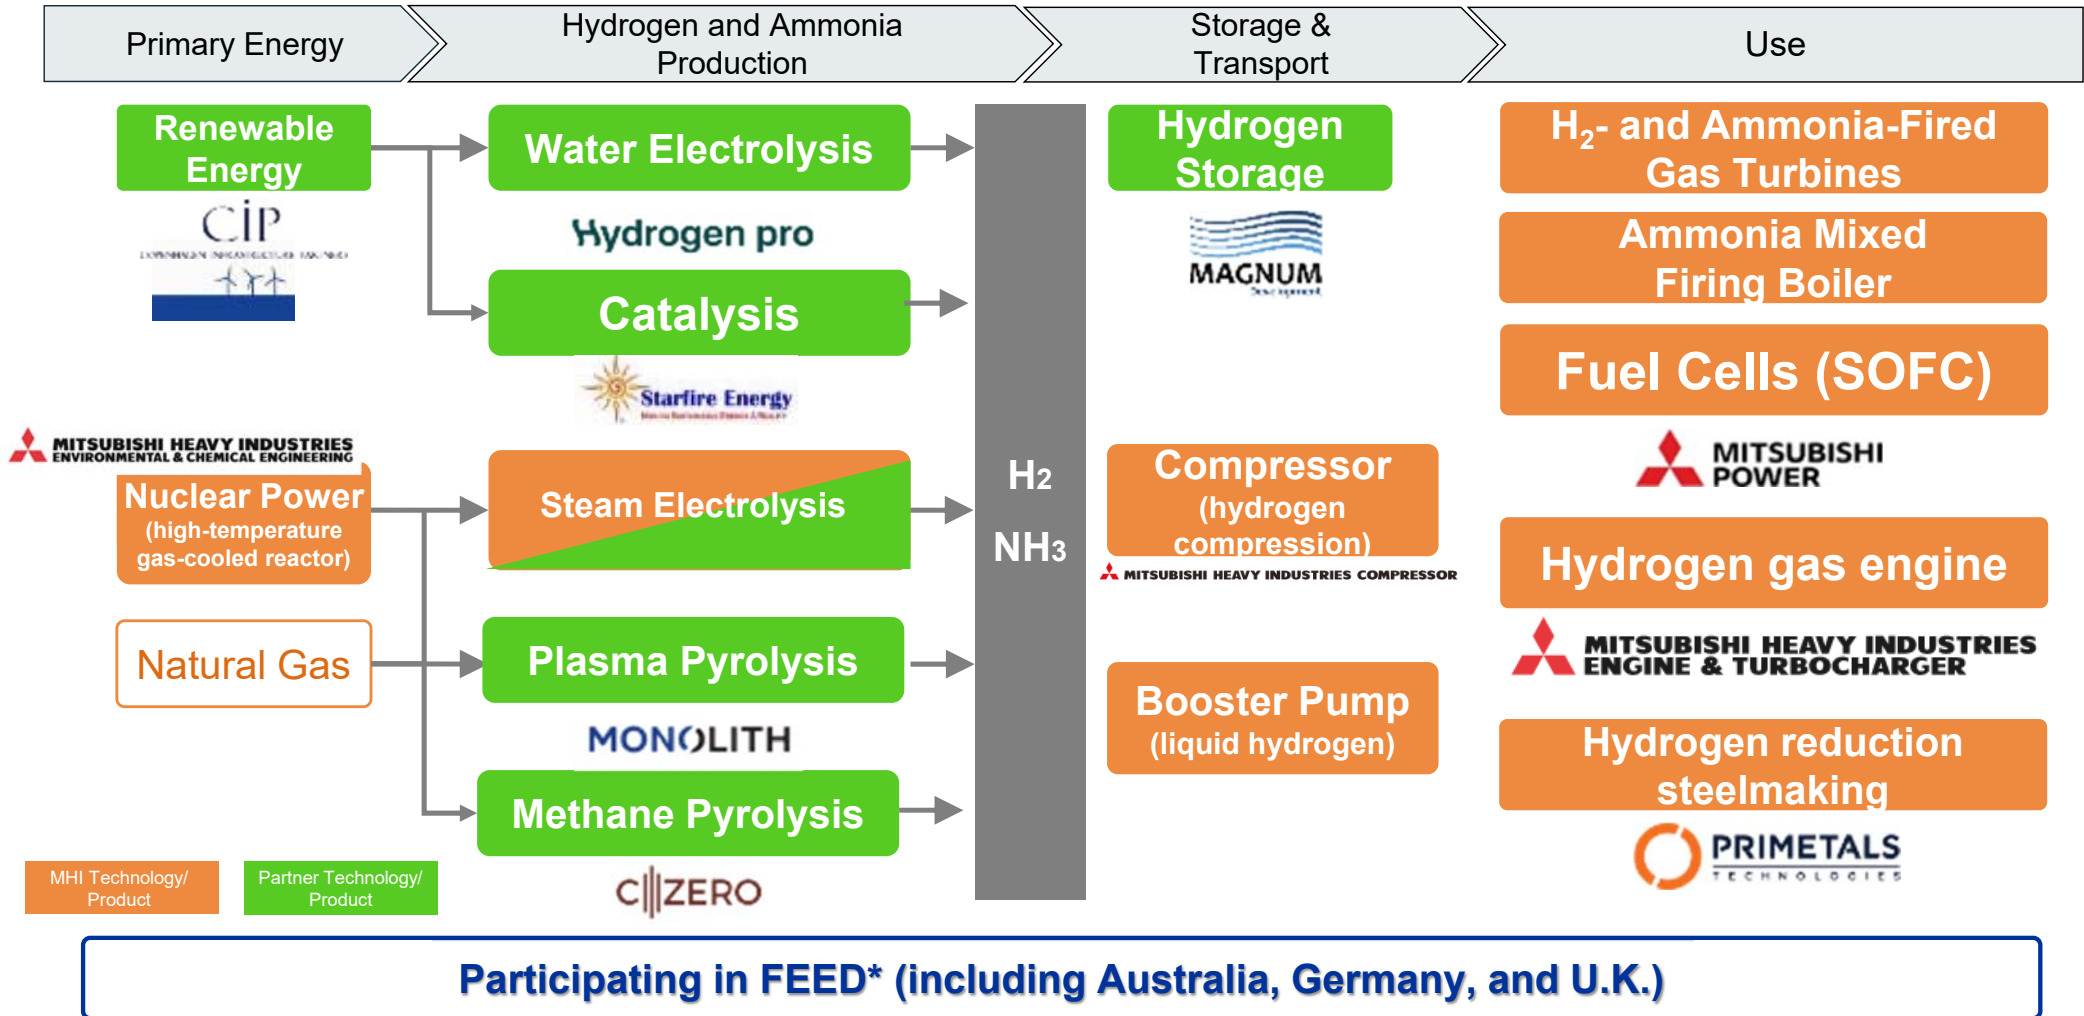 Primary Energy
Hydrogen and Ammonia
Production
Storage &
Transport
Use
Renewable
Energy
CIP
COPENHAGEN INFRASTRUCTURE PARTNERS
Water Electrolysis
Hydrogen pro
Catalysis
Starfire Energy
MITSUBISHI HEAVY INDUSTRIES
ENVIRONMENTAL & CHEMICAL ENGINEERING
Nuclear Power
(high-temperature
gas-cooled reactor)
Steam Electrolysis
Natural Gas
Plasma Pyrolysis
MONOLITH
Methane Pyrolysis
C||ZERO
H2
NH3
Hydrogen
Storage
MAGNUM
Development
Compressor
(hydrogen
compression)
MITSUBISHI HEAVY INDUSTRIES COMPRESSOR
Booster Pump
(liquid hydrogen)
H2- and Ammonia-Fired
Gas Turbines
Ammonia Mixed
Firing Boiler
Fuel Cells (SOFC)
MITSUBISHI
POWER
Hydrogen gas engine
MITSUBISHI HEAVY INDUSTRIES
ENGINE & TURBOCHARGER
Hydrogen reduction
steelmaking
PRIMETALS
TECHNOLOGIES
MHI Technology/
Product
Partner Technology/
Product
Participating in FEED* (including Australia, Germany, and U.K.)